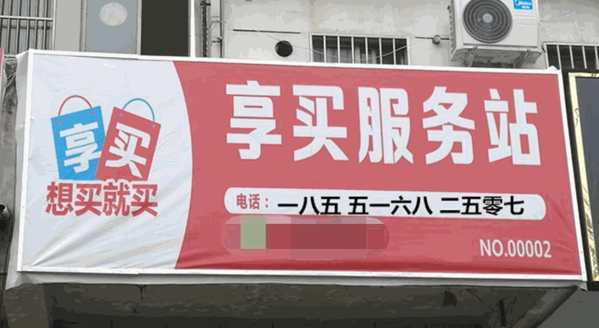 享买
想买就买
享买服务站
电话：一八五 五一六八 二五零七
NO.00002